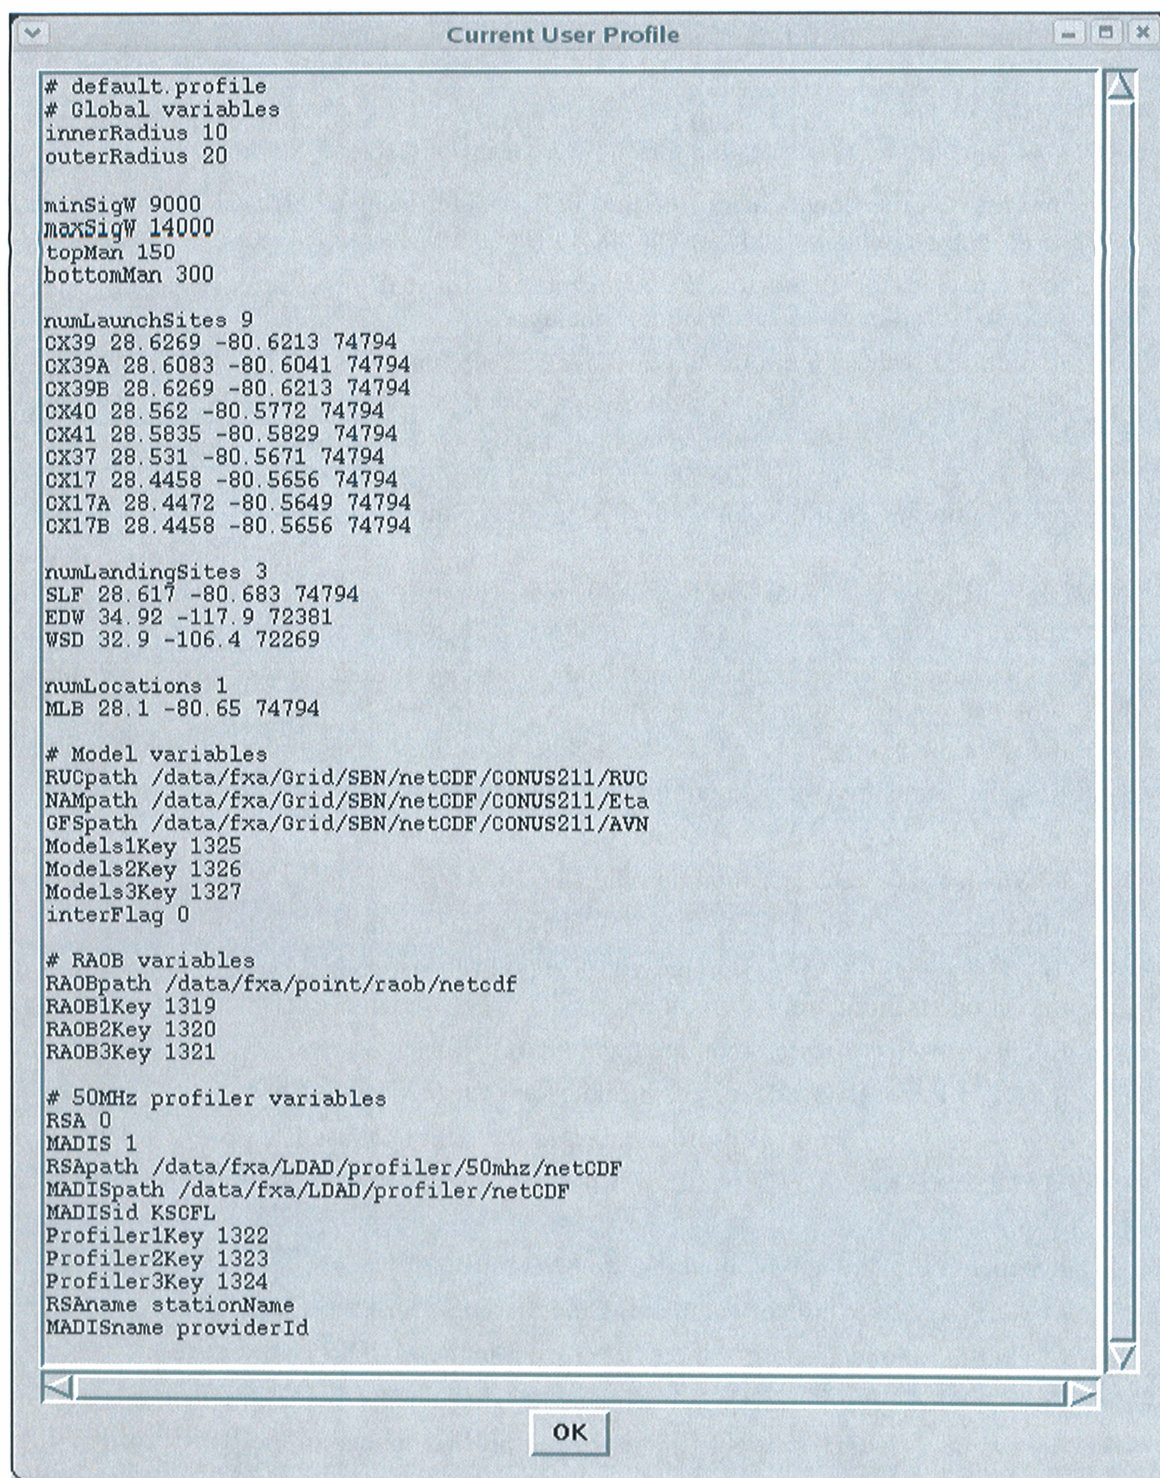 Current User Profile
# default.profile
# Global variables
innerRadius 10
outerRadius 20
minSigW 9000
maxSigW 14000
topMan 150
bottomMan 300
numLaunchSites 9
CX39 28.6269 -80.6213 74794
CX39A 28.6083 -80.6041 74794
CX39B 28.6269 -80.6213 74794
CX40 28.562 -80.5772 74794
CX41 28.5835 -80.5829 74794
CX37 28.531 -80.5671 74794
CX17 28.4458 -80.5656 74794
CX17A 28.4472 -80.5649 74794
CX17B 28.4458 -80.5656 74794
numLandingSites 3
SLF 28.617 -80.683 74794
EDW 34.92 -117.9 72381
WSD 32.9 -106.4 72269
numLocations 1
MLB 28.1 -80.65 74794
# Model variables
RUCpath /data/fxa/Grid/SBN/netCDF/CONUS211/RUC
NAMpath /data/fxa/Grid/SBN/netCDF/CONUS211/Eta
GFSpath /data/fxa/Grid/SBN/netCDF/CONUS211/AVN
Models1Key 1325
Models2Key 1326
Models3Key 1327
interFlag 0
# RAOB variables
RAOBpath /data/fxa/point/raob/netcdf
RAOB1Key 1319
RAOB2Key 1320
RAOB3Key 1321
# 50MHz profiler variables
RSA 0
MADIS 1
RSApath /data/fxa/LDAD/profiler/50mhz/netCDF
MADISpath /data/fxa/LDAD/profiler/netCDF
MADISid KSCFL
Profiler1Key 1322
Profiler2Key 1323
Profiler3Key 1324
RSAname stationName
MADISname providerId
OK